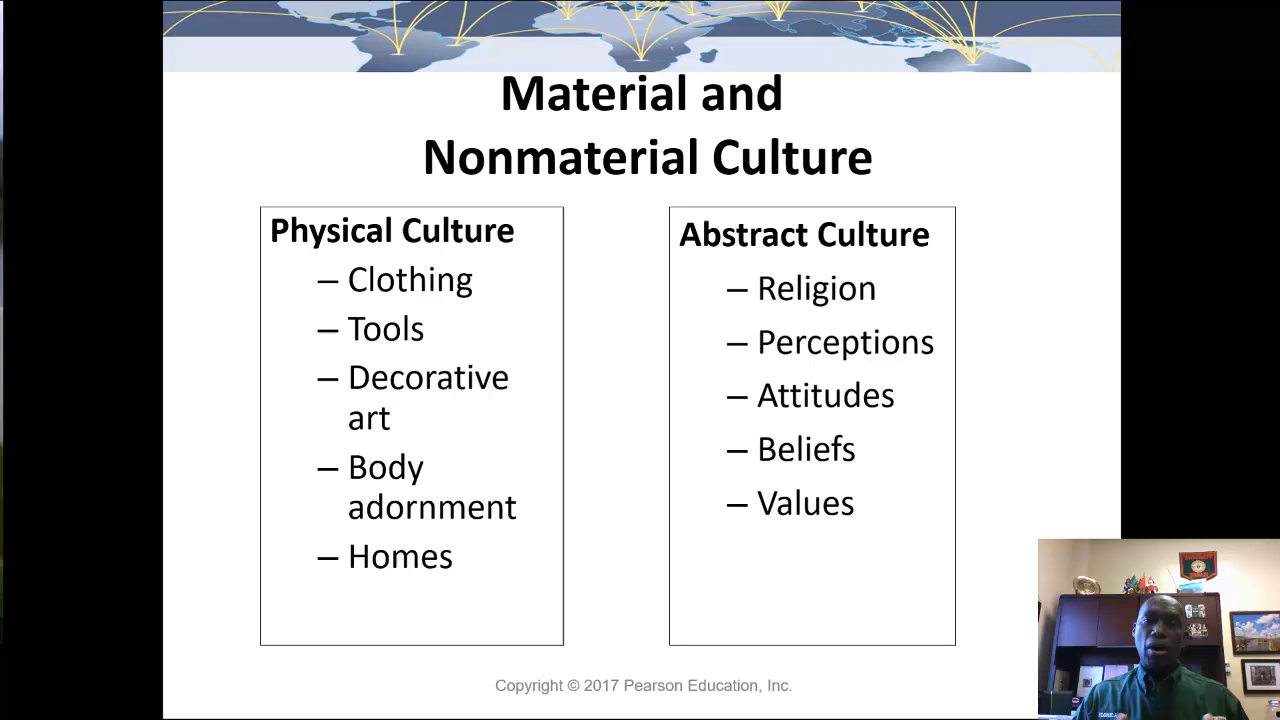 Material and
Nonmaterial Culture
Physical Culture
– Clothing
– Tools
– Decorative
art
– Body
adornment
– Homes
Abstract Culture
– Religion
– Perceptions
– Attitudes
– Beliefs
– Values
Copyright © 2017 Pearson Education, Inc.